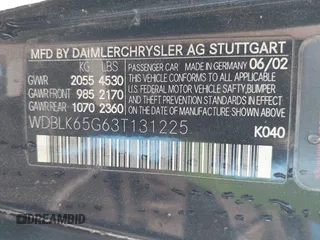 MFD BY DAIMLERCHRYSLER AG STUTTGART
KG LBS
GVWR 2055 4530
GAWR FRONT 985 2170
GAWR REAR 1070 2360
PASSENGER CAR MADE IN GERMANY 06/02
THIS VEHICLE CONFORMS TO ALL
APPLICABLE U.S. FEDERAL MOTOR
VEHICLE SAFETY, BUMPER AND THEFT
PREVENTION STANDARDS IN EFFECT ON THE
DATE OF MANUFACTURE SHOWN ABOVE
WDBLK65G63T131225
K040
DREAMBID